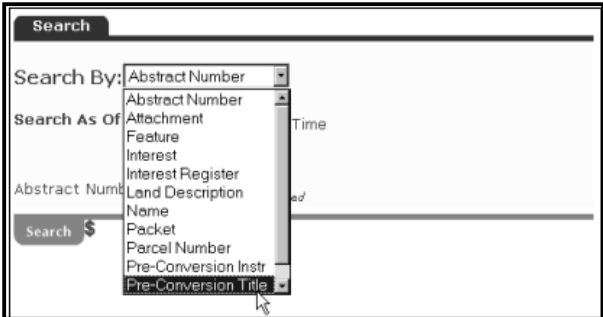 Search
Search By: Abstract Number
Abstract Number
Search As Of Attachment Time
Feature
Interest
Interest Register
Abstract Land Description
Name
Search $ Packet
Parcel Number
Pre-Conversion Instr
Pre-Conversion Title